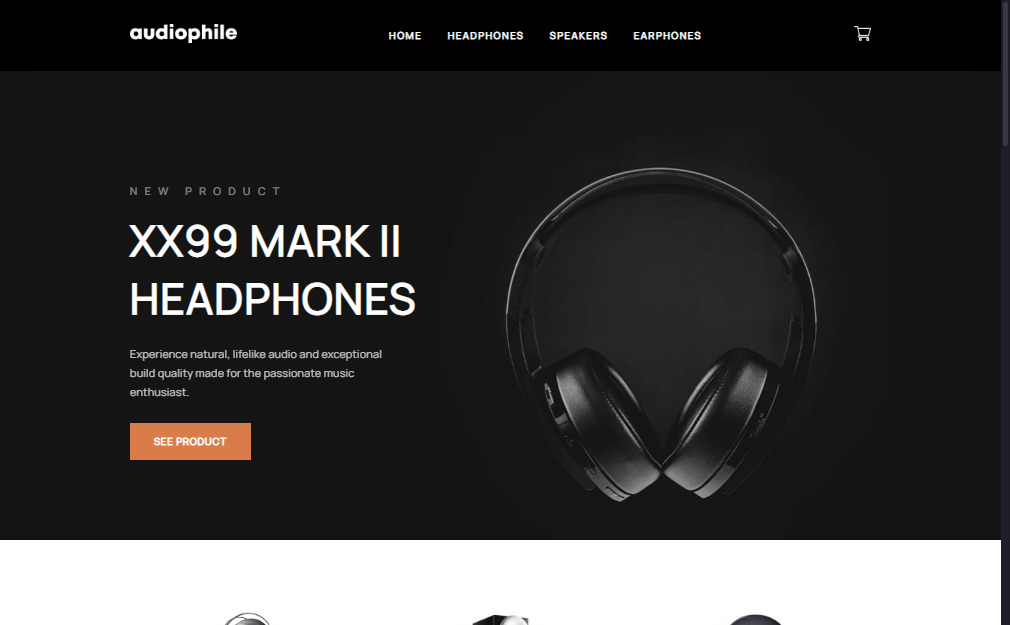 audiophile
HOME HEADPHONES SPEAKERS EARPHONES
NEW PRODUCT
XX99 MARK II
HEADPHONES
Experience natural, lifelike audio and exceptional
build quality made for the passionate music
enthusiast.
SEE PRODUCT